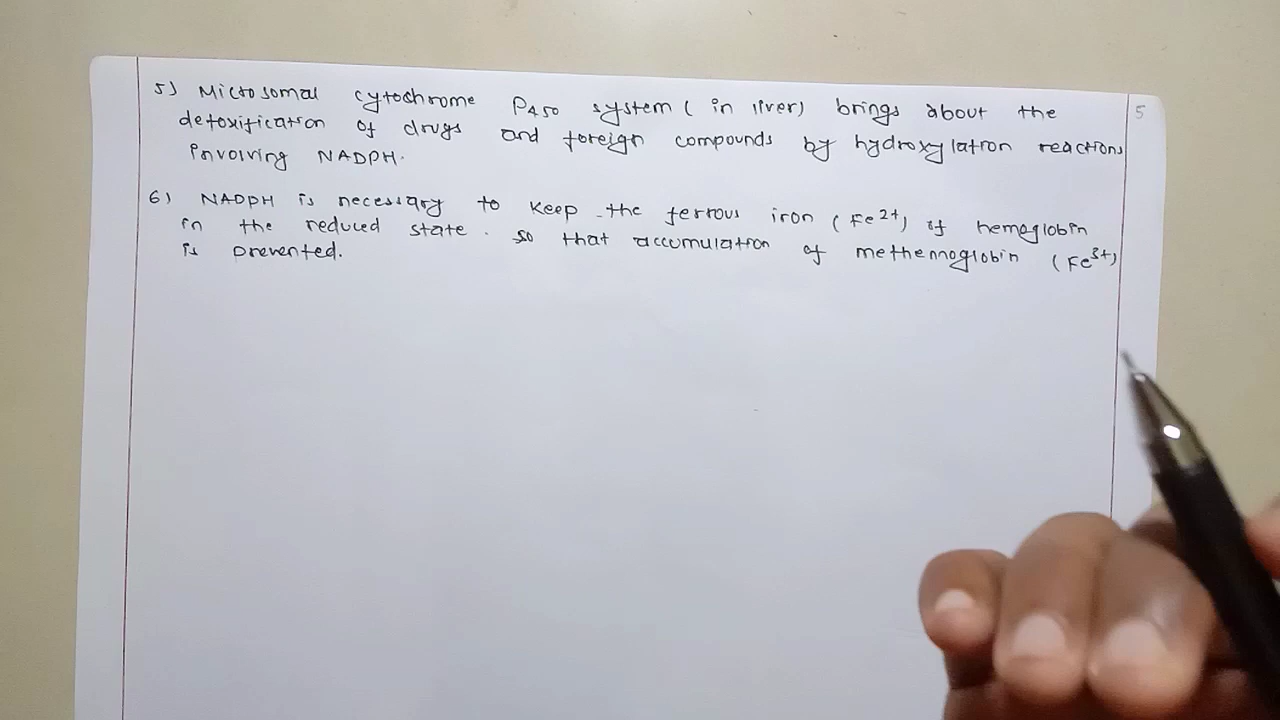 5) Microsomal cytochrome P450 system ( in liver) brings about the
detoxification of drugs and foreign compounds by hydroxylation reactions
involving NADPH.
6) NADPH is necessary to keep the ferrous iron ( Fe2+) of hemoglobin
in the reduced state. so that accumulation of methennoglobin ( Fe3+)
is prevented.
5